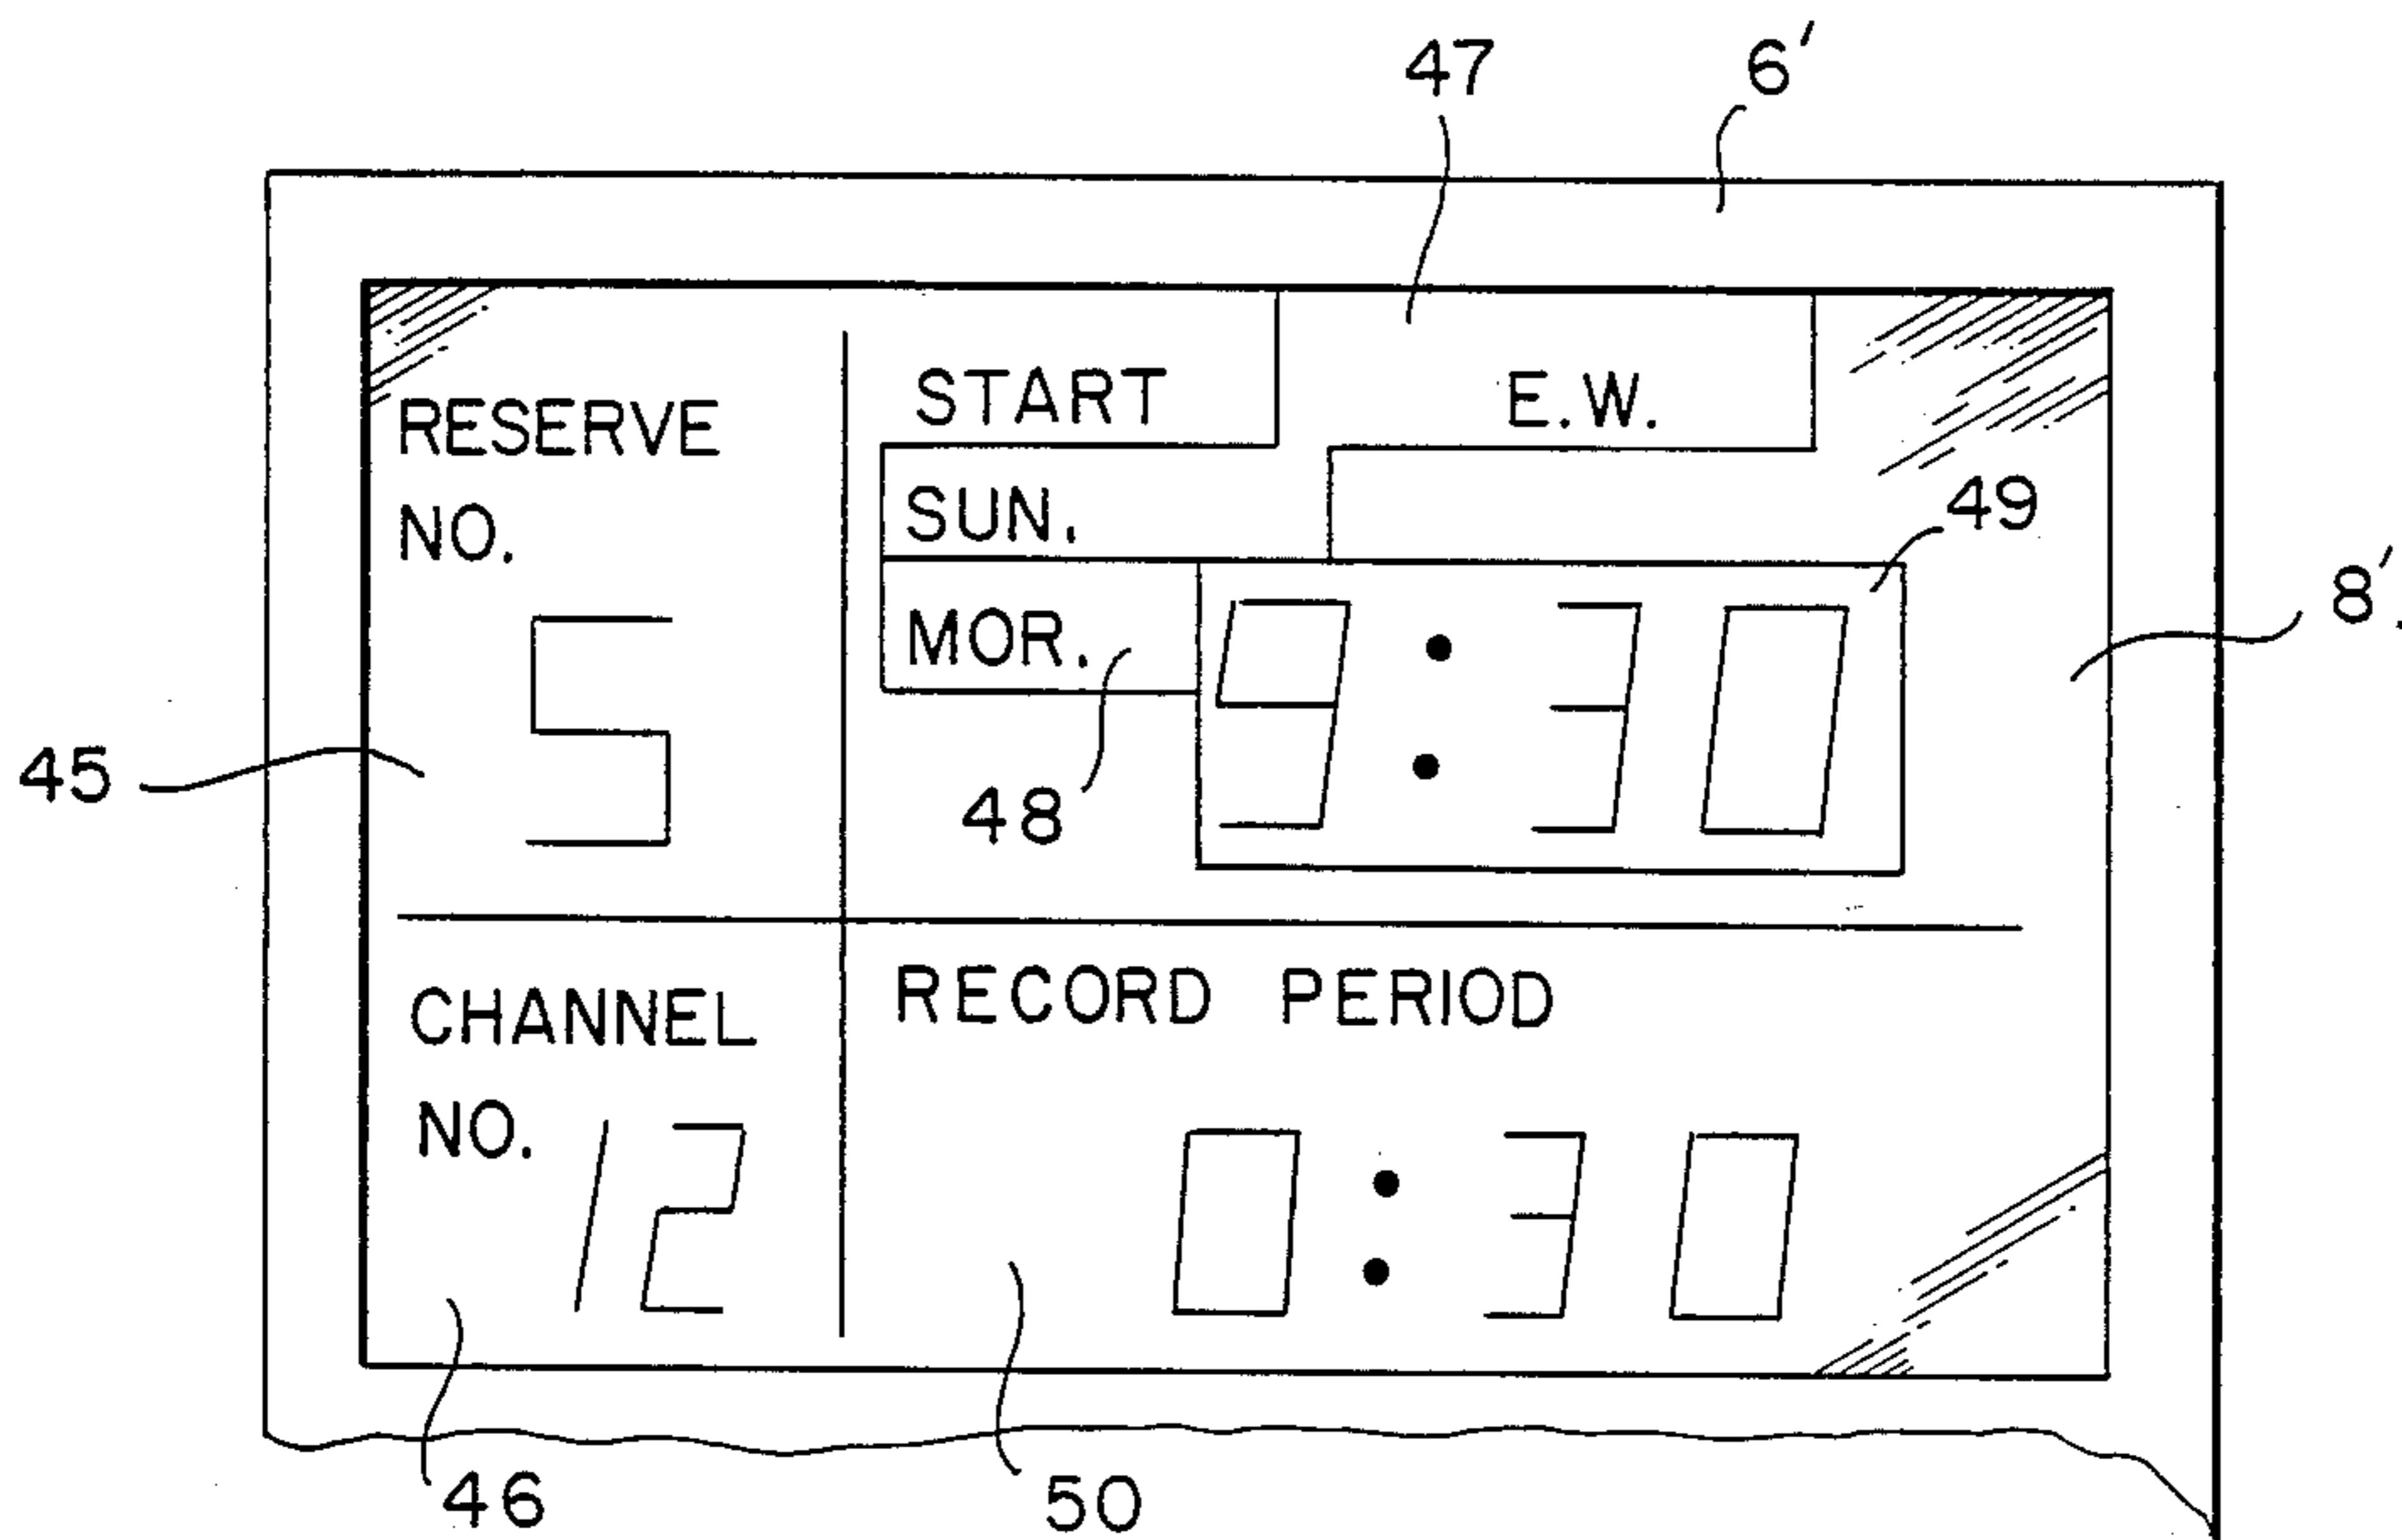 47 6'
START E.W.
RESERVE
NO.
SUN.
49
MOR. 9:30
8'
5
45
48
CHANNEL
NO. 12
RECORD PERIOD
0:30
46 50